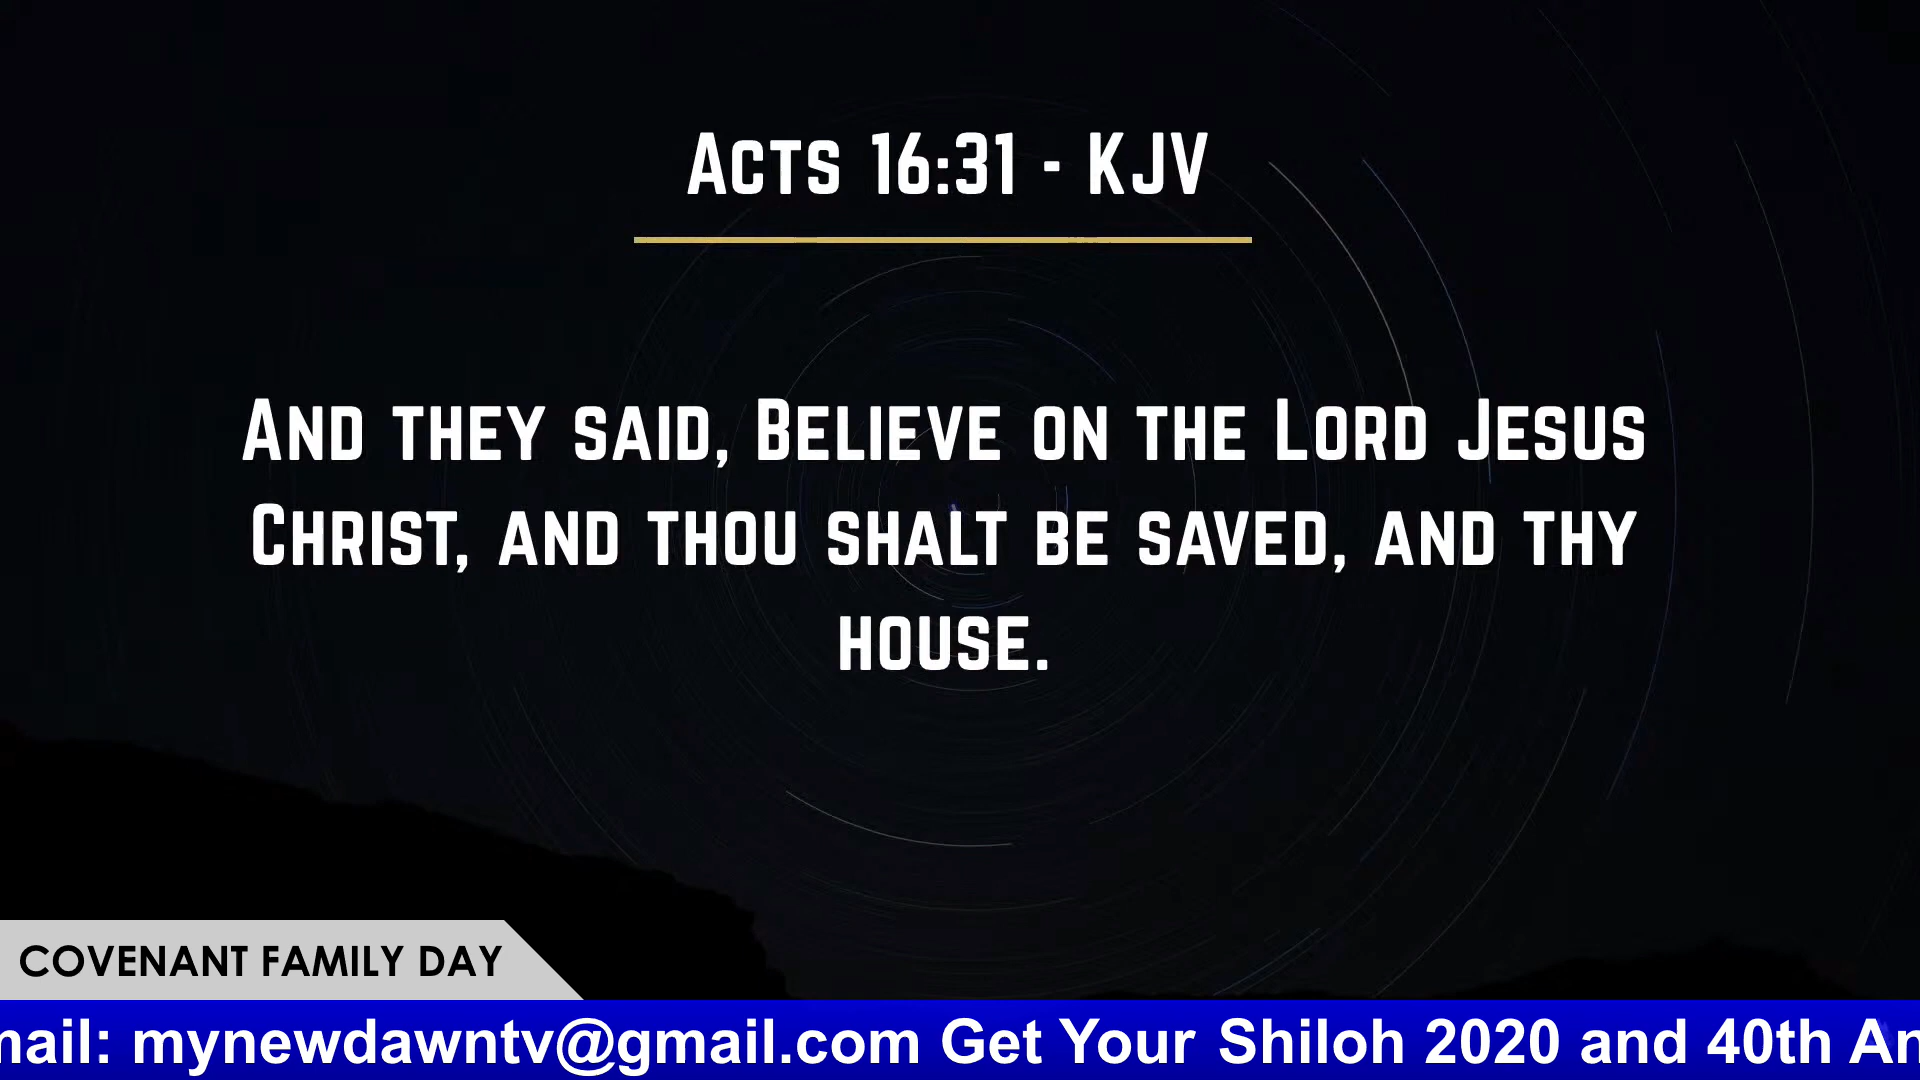 Acts 16:31 - KJV
And they said, Believe on the Lord Jesus
Christ, and thou shalt be saved, and thy
house.
COVENANT FAMILY DAY
mail: mynewdawntv@gmail.com Get Your Shiloh 2020 and 40th An